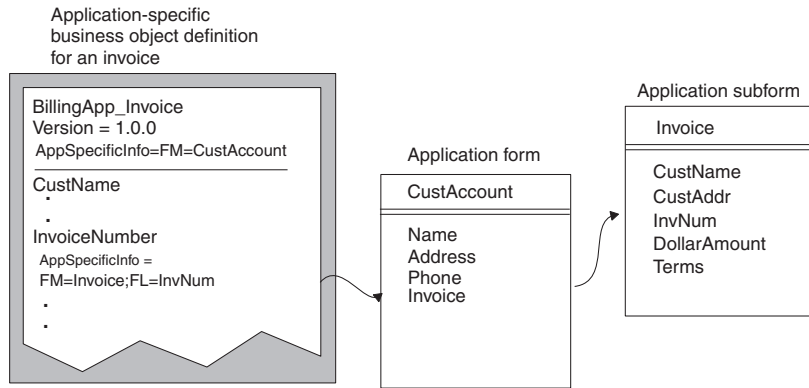 Application-specific
business object definition
for an invoice
BillingApp_Invoice
Version = 1.0.0
AppSpecificInfo=FM=CustAccount
CustName
.
.
InvoiceNumber
AppSpecificInfo =
FM=Invoice;FL=InvNum
.
.
Application form
CustAccount
Name
Address
Phone
Invoice
Application subform
Invoice
CustName
CustAddr
InvNum
DollarAmount
Terms